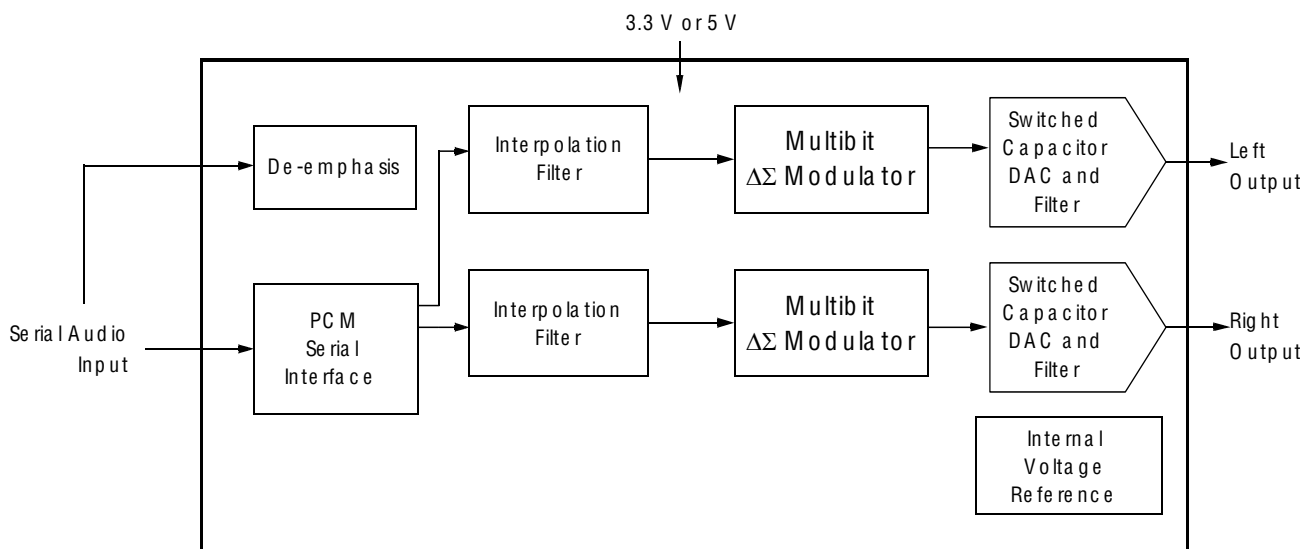 3.3 V or 5 V
De-emphasis
Interpolation
Filter
Multibit
ΔΣ Modulator
Switched
Capacitor
DAC and
Filter
Left
Output
Serial Audio
Input
PCM
Serial
Interface
Interpolation
Filter
Multibit
ΔΣ Modulator
Switched
Capacitor
DAC and
Filter
Right
Output
Internal
Voltage
Reference